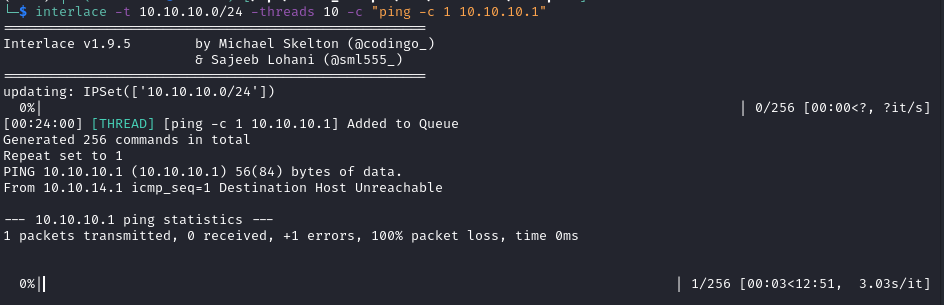 └─$ interlace -t 10.10.10.0/24 -threads 10 -c "ping -c 1 10.10.10.1"
Interlace v1.9.5 by Michael Skelton (@codingo_)
& Sajeeb Lohani (@sml555_)
updating: IPSet(['10.10.10.0/24'])
0%| | 0/256 [00:00<?, ?it/s]
[00:24:00] [THREAD] [ping -c 1 10.10.10.1] Added to Queue
Generated 256 commands in total
Repeat set to 1
PING 10.10.10.1 (10.10.10.1) 56(84) bytes of data.
From 10.10.14.1 icmp_seq=1 Destination Host Unreachable
--- 10.10.10.1 ping statistics ---
1 packets transmitted, 0 received, +1 errors, 100% packet loss, time 0ms
0%| | 1/256 [00:03<12:51, 3.03s/it]